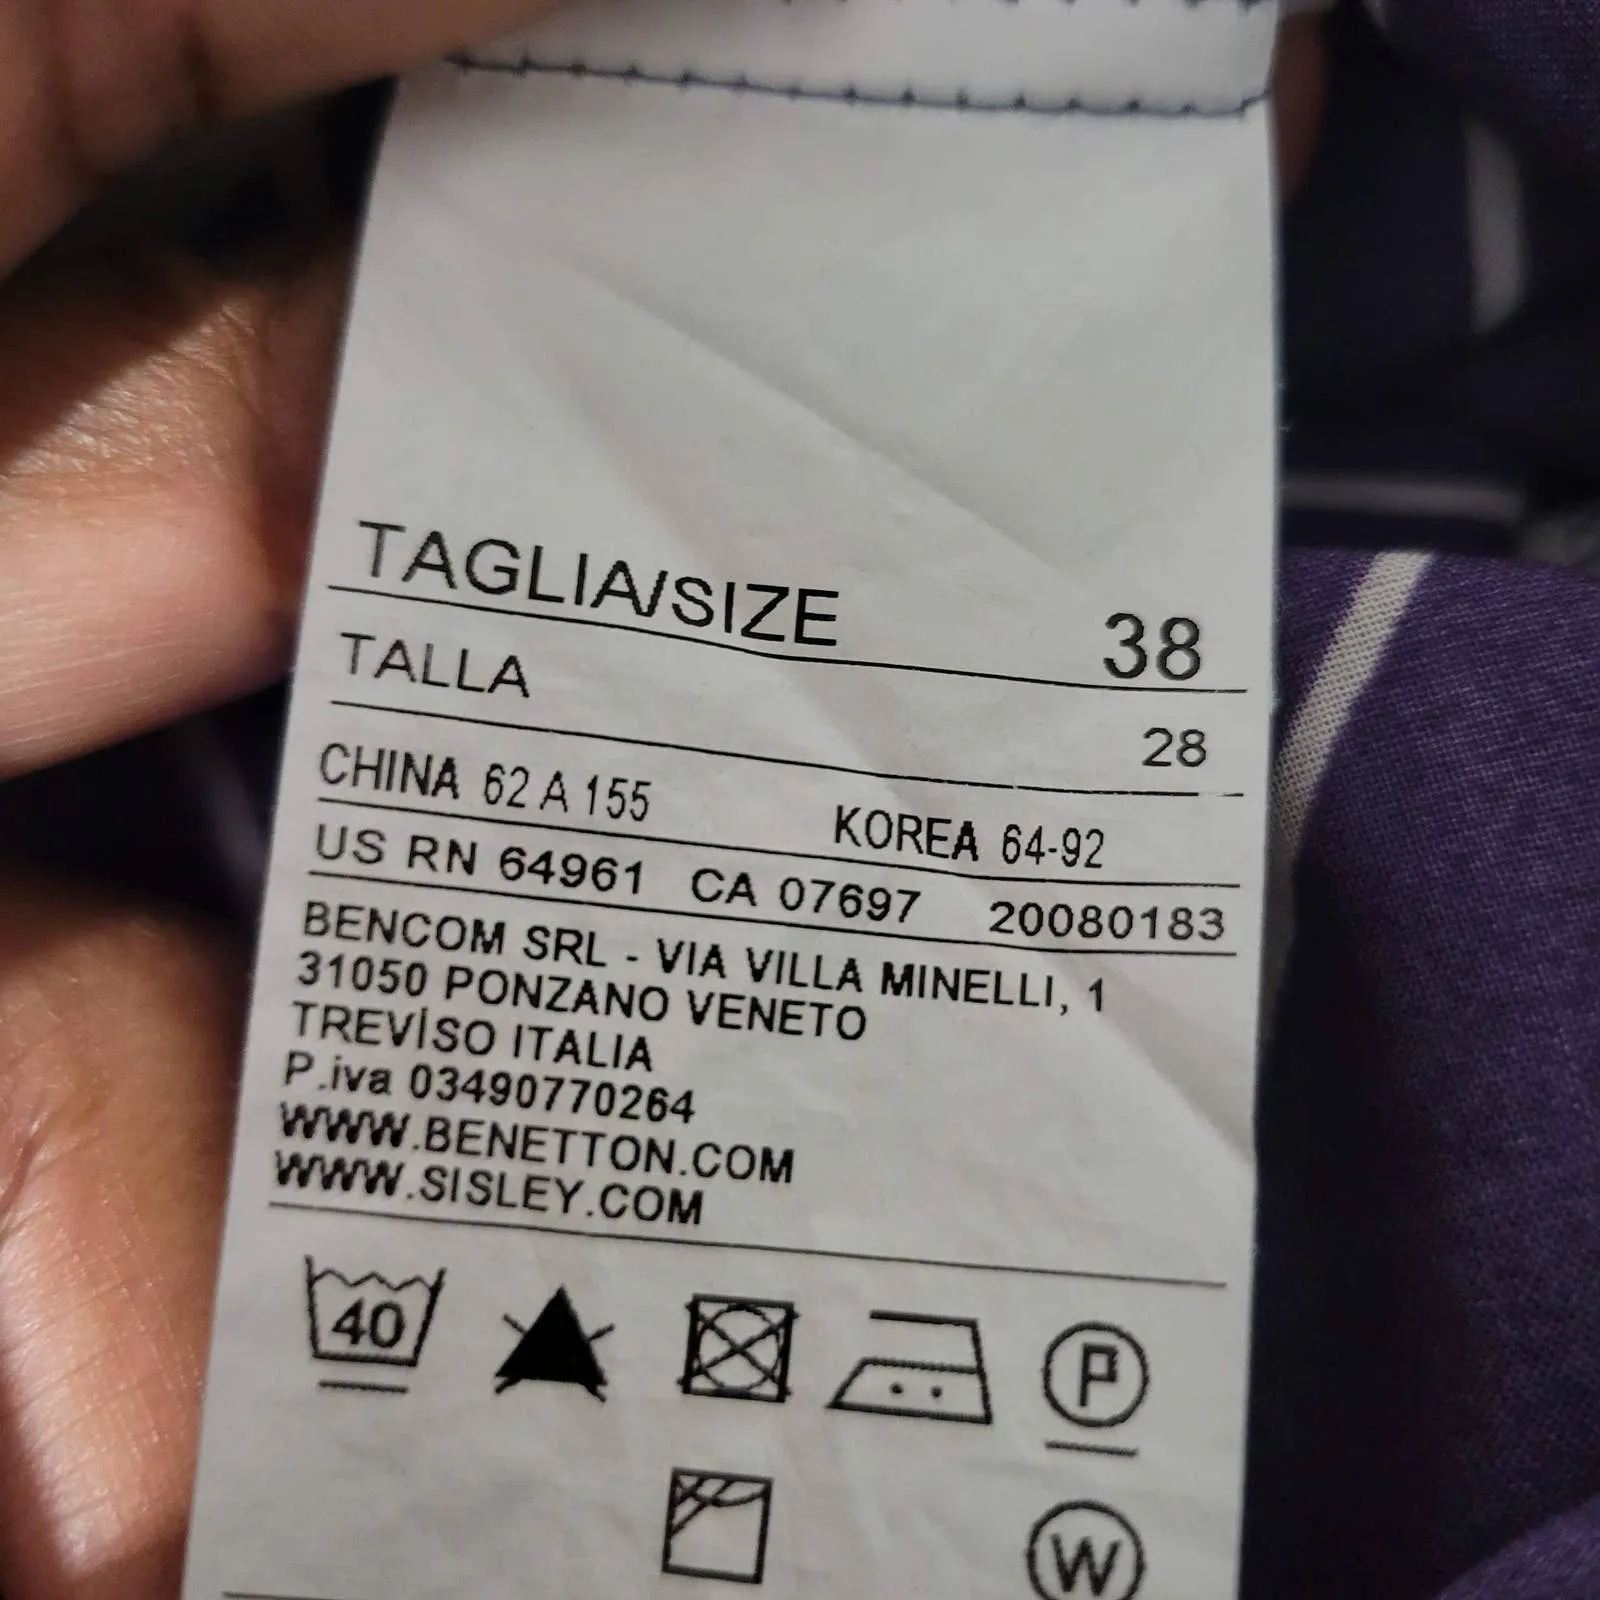 TAGLIA/SIZE 38
TALLA 28
CHINA 62 A 155 KOREA 64-92
US RN 64961 CA 07697 20080183
BENCOM SRL - VIA VILLA MINELLI, 1
31050 PONZANO VENETO
TREVISO ITALIA
P.iva 03490770264
WWW.BENETTON.COM
WWW.SISLEY.COM
40 P
W